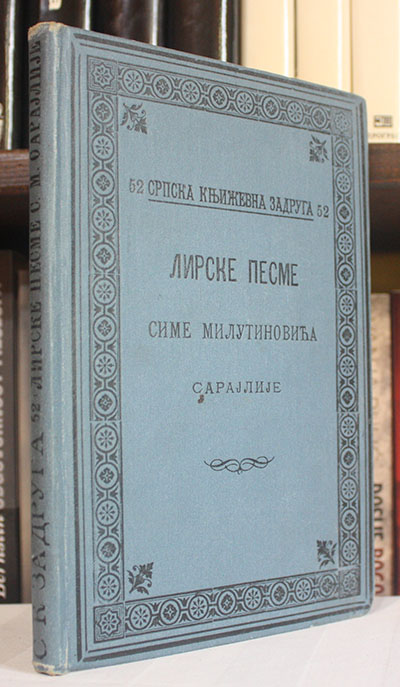 52 СРПСКА КЊИЖЕВНА ЗАДРУГА 52
ЛИРСКЕ ПЕСМЕ
СИМЕ МИЛУТИНОВИЋА
САРАЈЛИЈЕ
С К ЗАДРУГА 52 ЛИРСКЕ ПЕСМЕ С. М. САРАЈЛИЈЕ